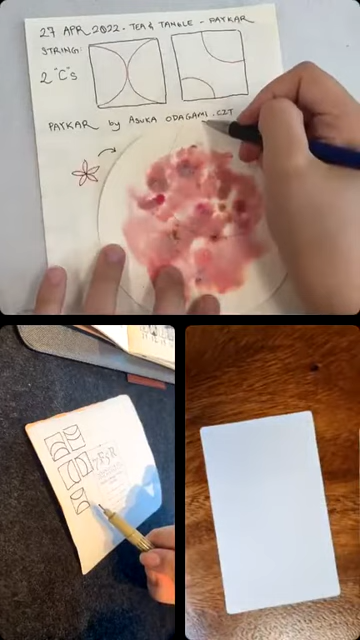 27 APR 2022 - TEA & TANGLE - PAYKAR
STRING:
2 "C"s
PAYKAR by ASUKA ODAGAMI, CZT